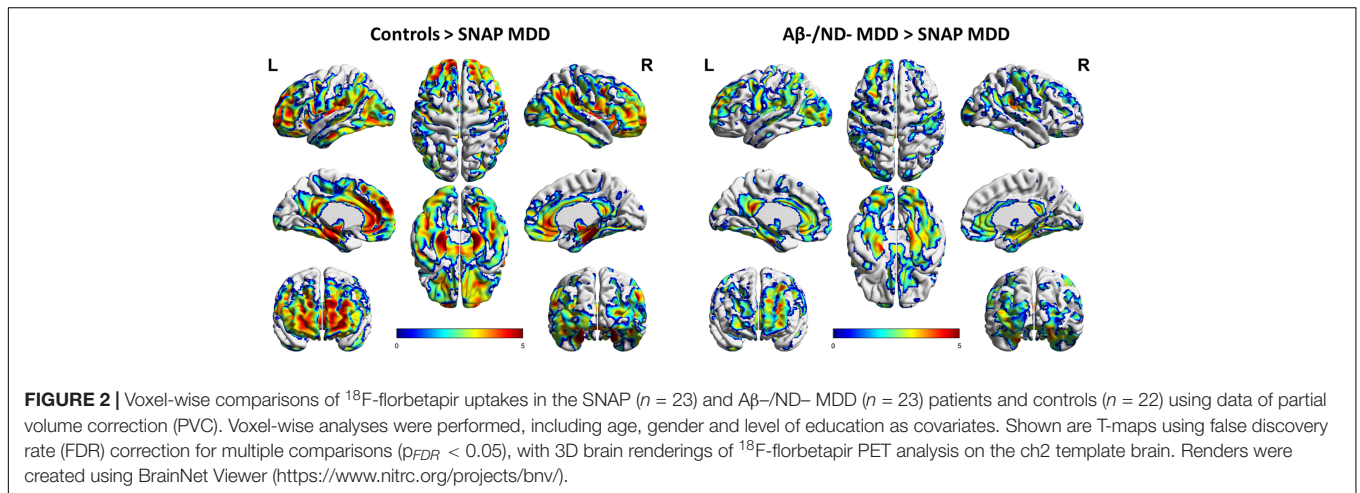 Controls > SNAP MDD
Aβ-/ND- MDD > SNAP MDD
L
R
L
R
0
5
0
5
FIGURE 2 | Voxel-wise comparisons of ¹⁸F-florbetapir uptakes in the SNAP (n = 23) and Aβ–/ND– MDD (n = 23) patients and controls (n = 22) using data of partial
volume correction (PVC). Voxel-wise analyses were performed, including age, gender and level of education as covariates. Shown are T-maps using false discovery
rate (FDR) correction for multiple comparisons (pFDR < 0.05), with 3D brain renderings of ¹⁸F-florbetapir PET analysis on the ch2 template brain. Renders were
created using BrainNet Viewer (https://www.nitrc.org/projects/bnv/).